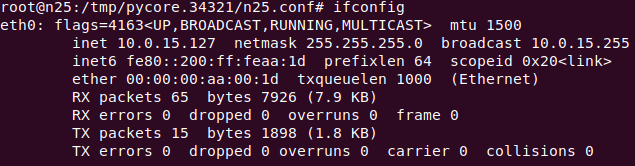 root@n25:/tmp/pycore.34321/n25.conf# ifconfig
eth0: flags=4163<UP,BROADCAST,RUNNING,MULTICAST>  mtu 1500
        inet 10.0.15.127  netmask 255.255.255.0  broadcast 10.0.15.255
        inet6 fe80::200:ff:feaa:1d  prefixlen 64  scopeid 0x20<link>
        ether 00:00:00:aa:00:1d  txqueuelen 1000  (Ethernet)
        RX packets 65  bytes 7926 (7.9 KB)
        RX errors 0  dropped 0  overruns 0  frame 0
        TX packets 15  bytes 1898 (1.8 KB)
        TX errors 0  dropped 0 overruns 0  carrier 0  collisions 0